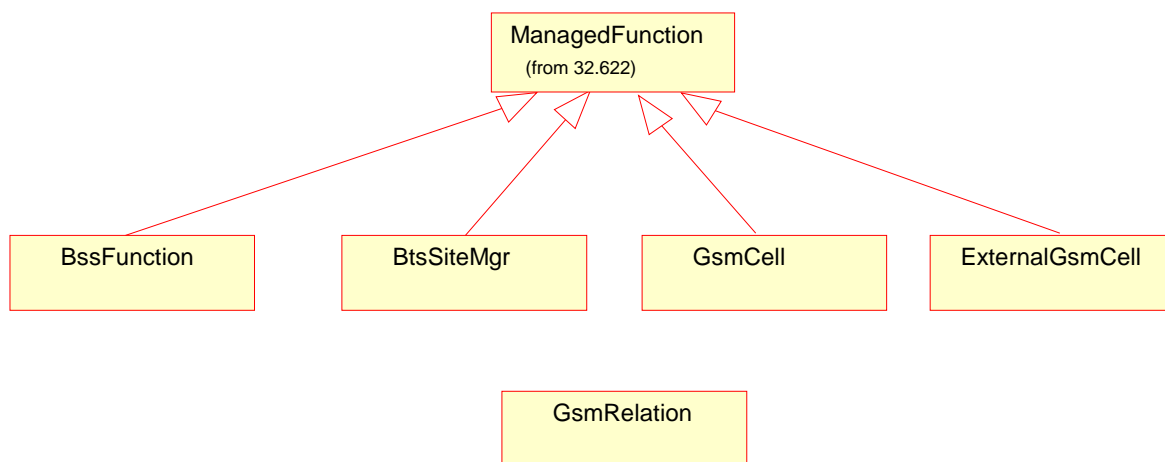 ManagedFunction
(from 32.622)
BssFunction
BtsSiteMgr
GsmCell
ExternalGsmCell
GsmRelation